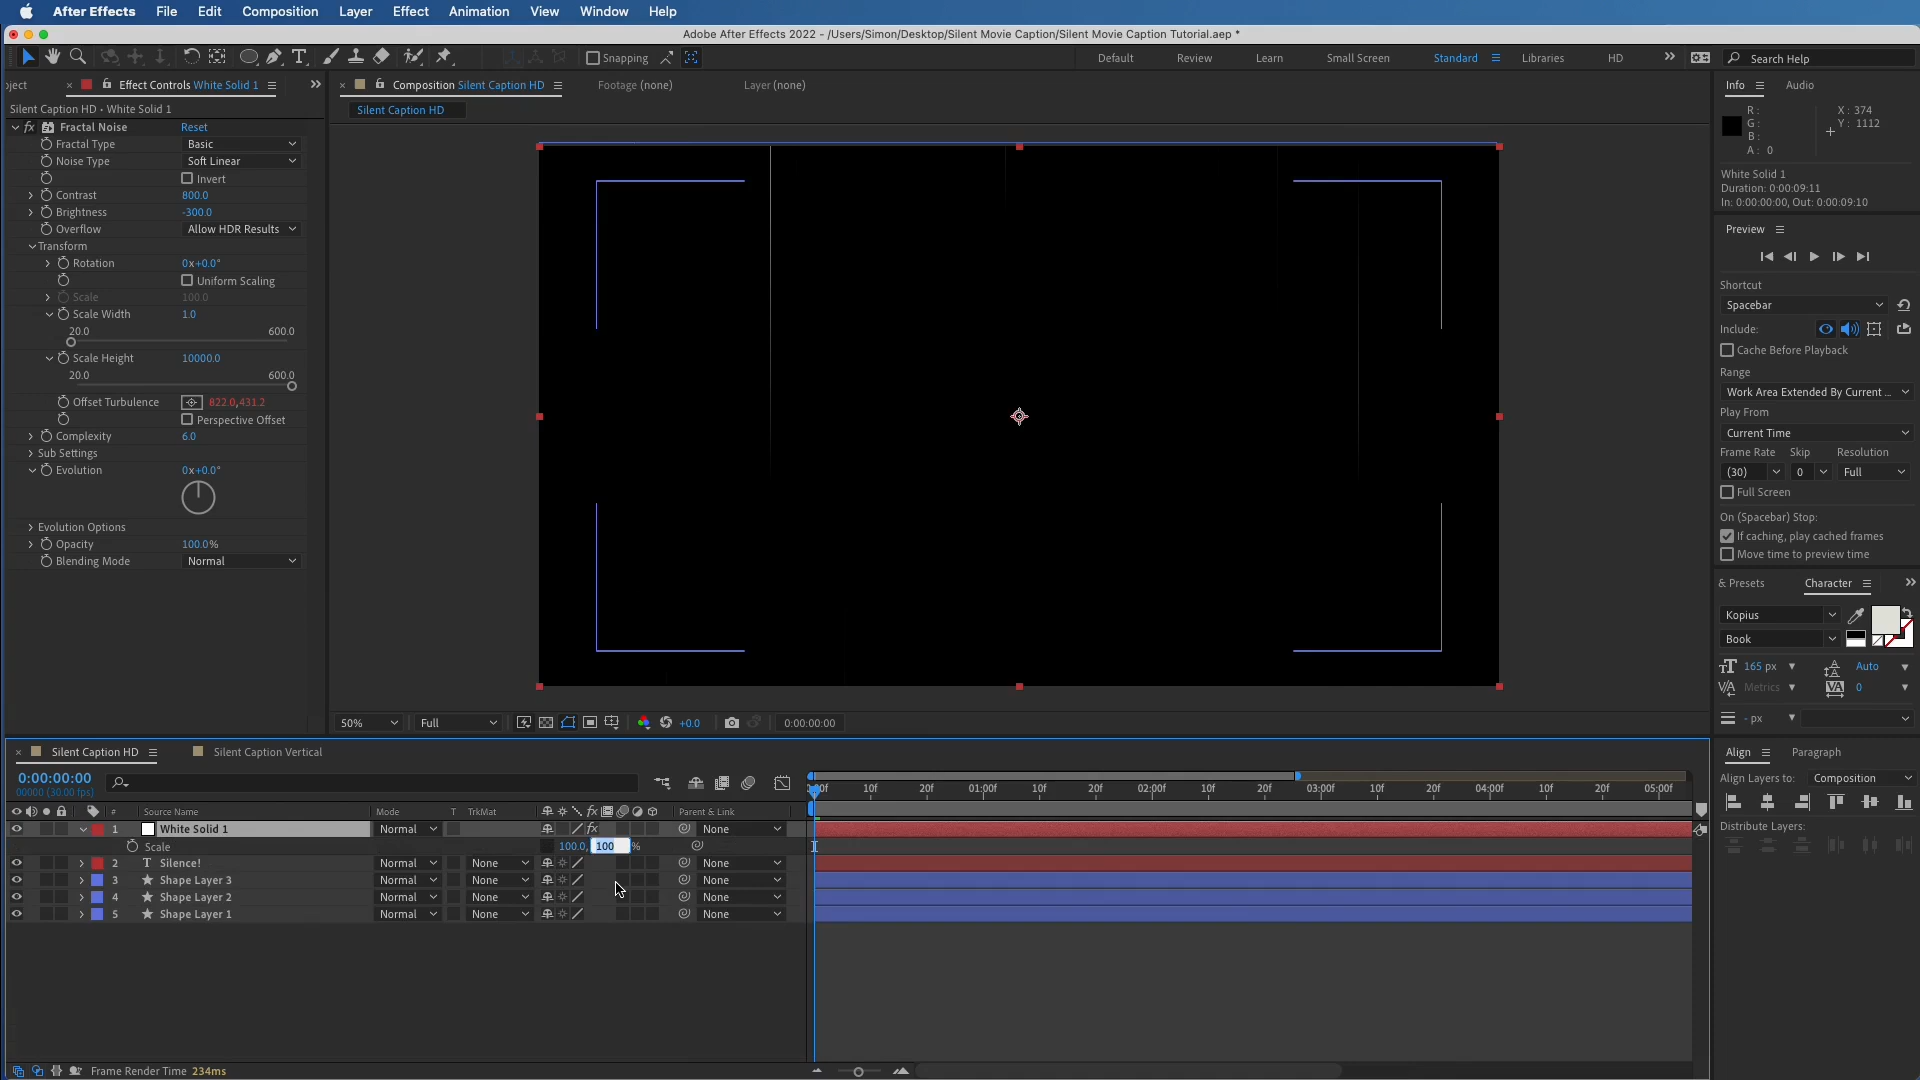 After Effects File Edit Composition Layer Effect Animation View Window Help
Adobe After Effects 2022 - /Users/Simon/Desktop/Silent Movie Caption/Silent Movie Caption Tutorial.aep *
Snapping Default Review Learn Small Screen Standard Libraries HD Search Help
oject Effect Controls White Solid 1 Composition Silent Caption HD Footage (none) Layer (none) Info Audio
Silent Caption HD • White Solid 1 Silent Caption HD
fx Fractal Noise Reset
Fractal Type Basic
Noise Type Soft Linear
Invert
Contrast 800.0
Brightness -300.0
Overflow Allow HDR Results
Transform
Rotation 0x+0.0°
Uniform Scaling
Scale 100.0
Scale Width 1.0
20.0 600.0
Scale Height 10000.0
20.0 600.0
Offset Turbulence 822.0,431.2
Perspective Offset
Complexity 6.0
Sub Settings
Evolution 0x+0.0°
Evolution Options
Opacity 100.0%
Blending Mode Normal
50% Full +0.0 0:00:00:00
R: X: 374
G: Y: 1112
B:
A: 0
White Solid 1
Duration: 0:00:09:11
In: 0:00:00:00, Out: 0:00:09:10
Preview
Shortcut
Spacebar
Include:
Cache Before Playback
Range
Work Area Extended By Current ...
Play From
Current Time
Frame Rate Skip Resolution
(30) 0 Full
Full Screen
On (Spacebar) Stop:
If caching, play cached frames
Move time to preview time
& Presets Character
Kopius
Book
165 px Auto
Metrics 0
- px
Align Paragraph
Align Layers to: Composition
Distribute Layers:
Silent Caption HD Silent Caption Vertical
0:00:00:00
00000 (30.00 fps)
:00f 10f 20f 01:00f 10f 20f 02:00f 10f 20f 03:00f 10f 20f 04:00f 10f 20f 05:00f
# Source Name Mode T TrkMat fx Parent & Link
1 White Solid 1 Normal fx None
Scale 100.0, 100 %
2 T Silence! Normal None None
3 Shape Layer 3 Normal None None
4 Shape Layer 2 Normal None None
5 Shape Layer 1 Normal None None
Frame Render Time 234ms